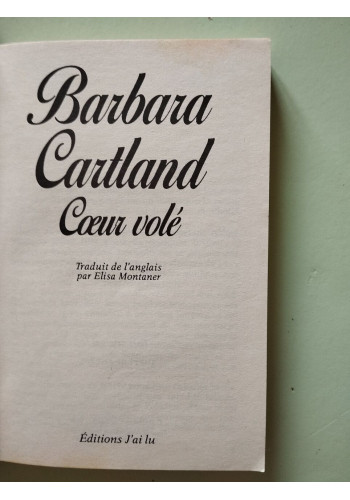 Barbara
Cartland
Cœur volé
Traduit de l'anglais
par Elisa Montaner
Éditions J'ai lu